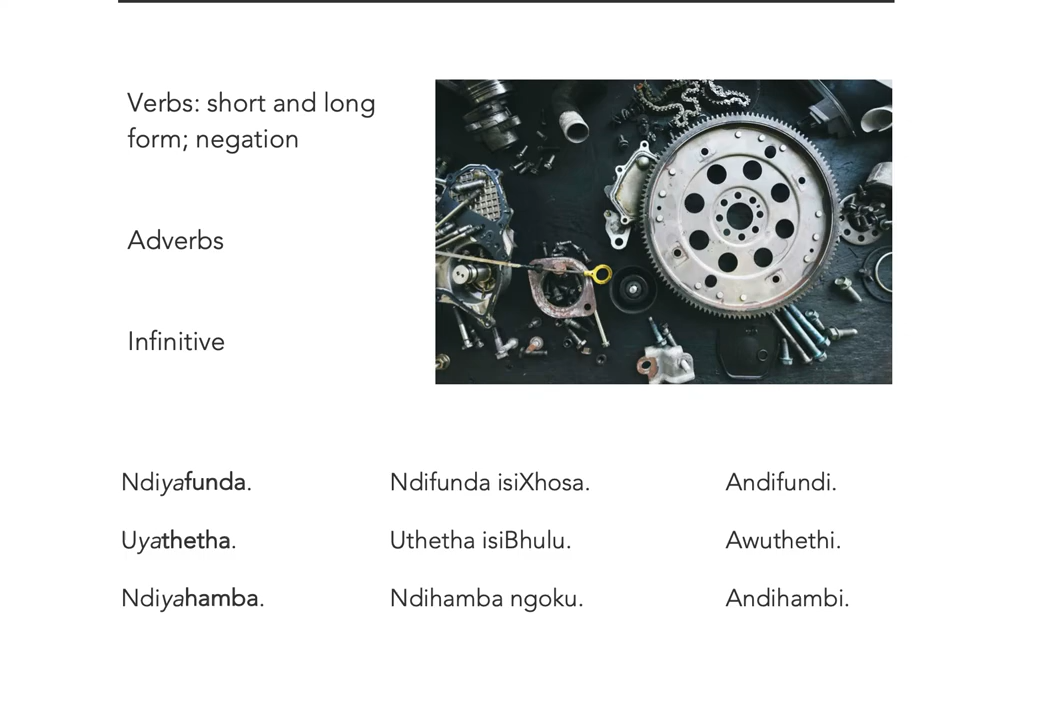 Verbs: short and long
form; negation
Adverbs
Infinitive
Ndiyafunda. Ndifunda isiXhosa. Andifundi.
Uyathetha. Uthetha isiBhulu. Awuthethi.
Ndiyahamba. Ndihamba ngoku. Andihambi.